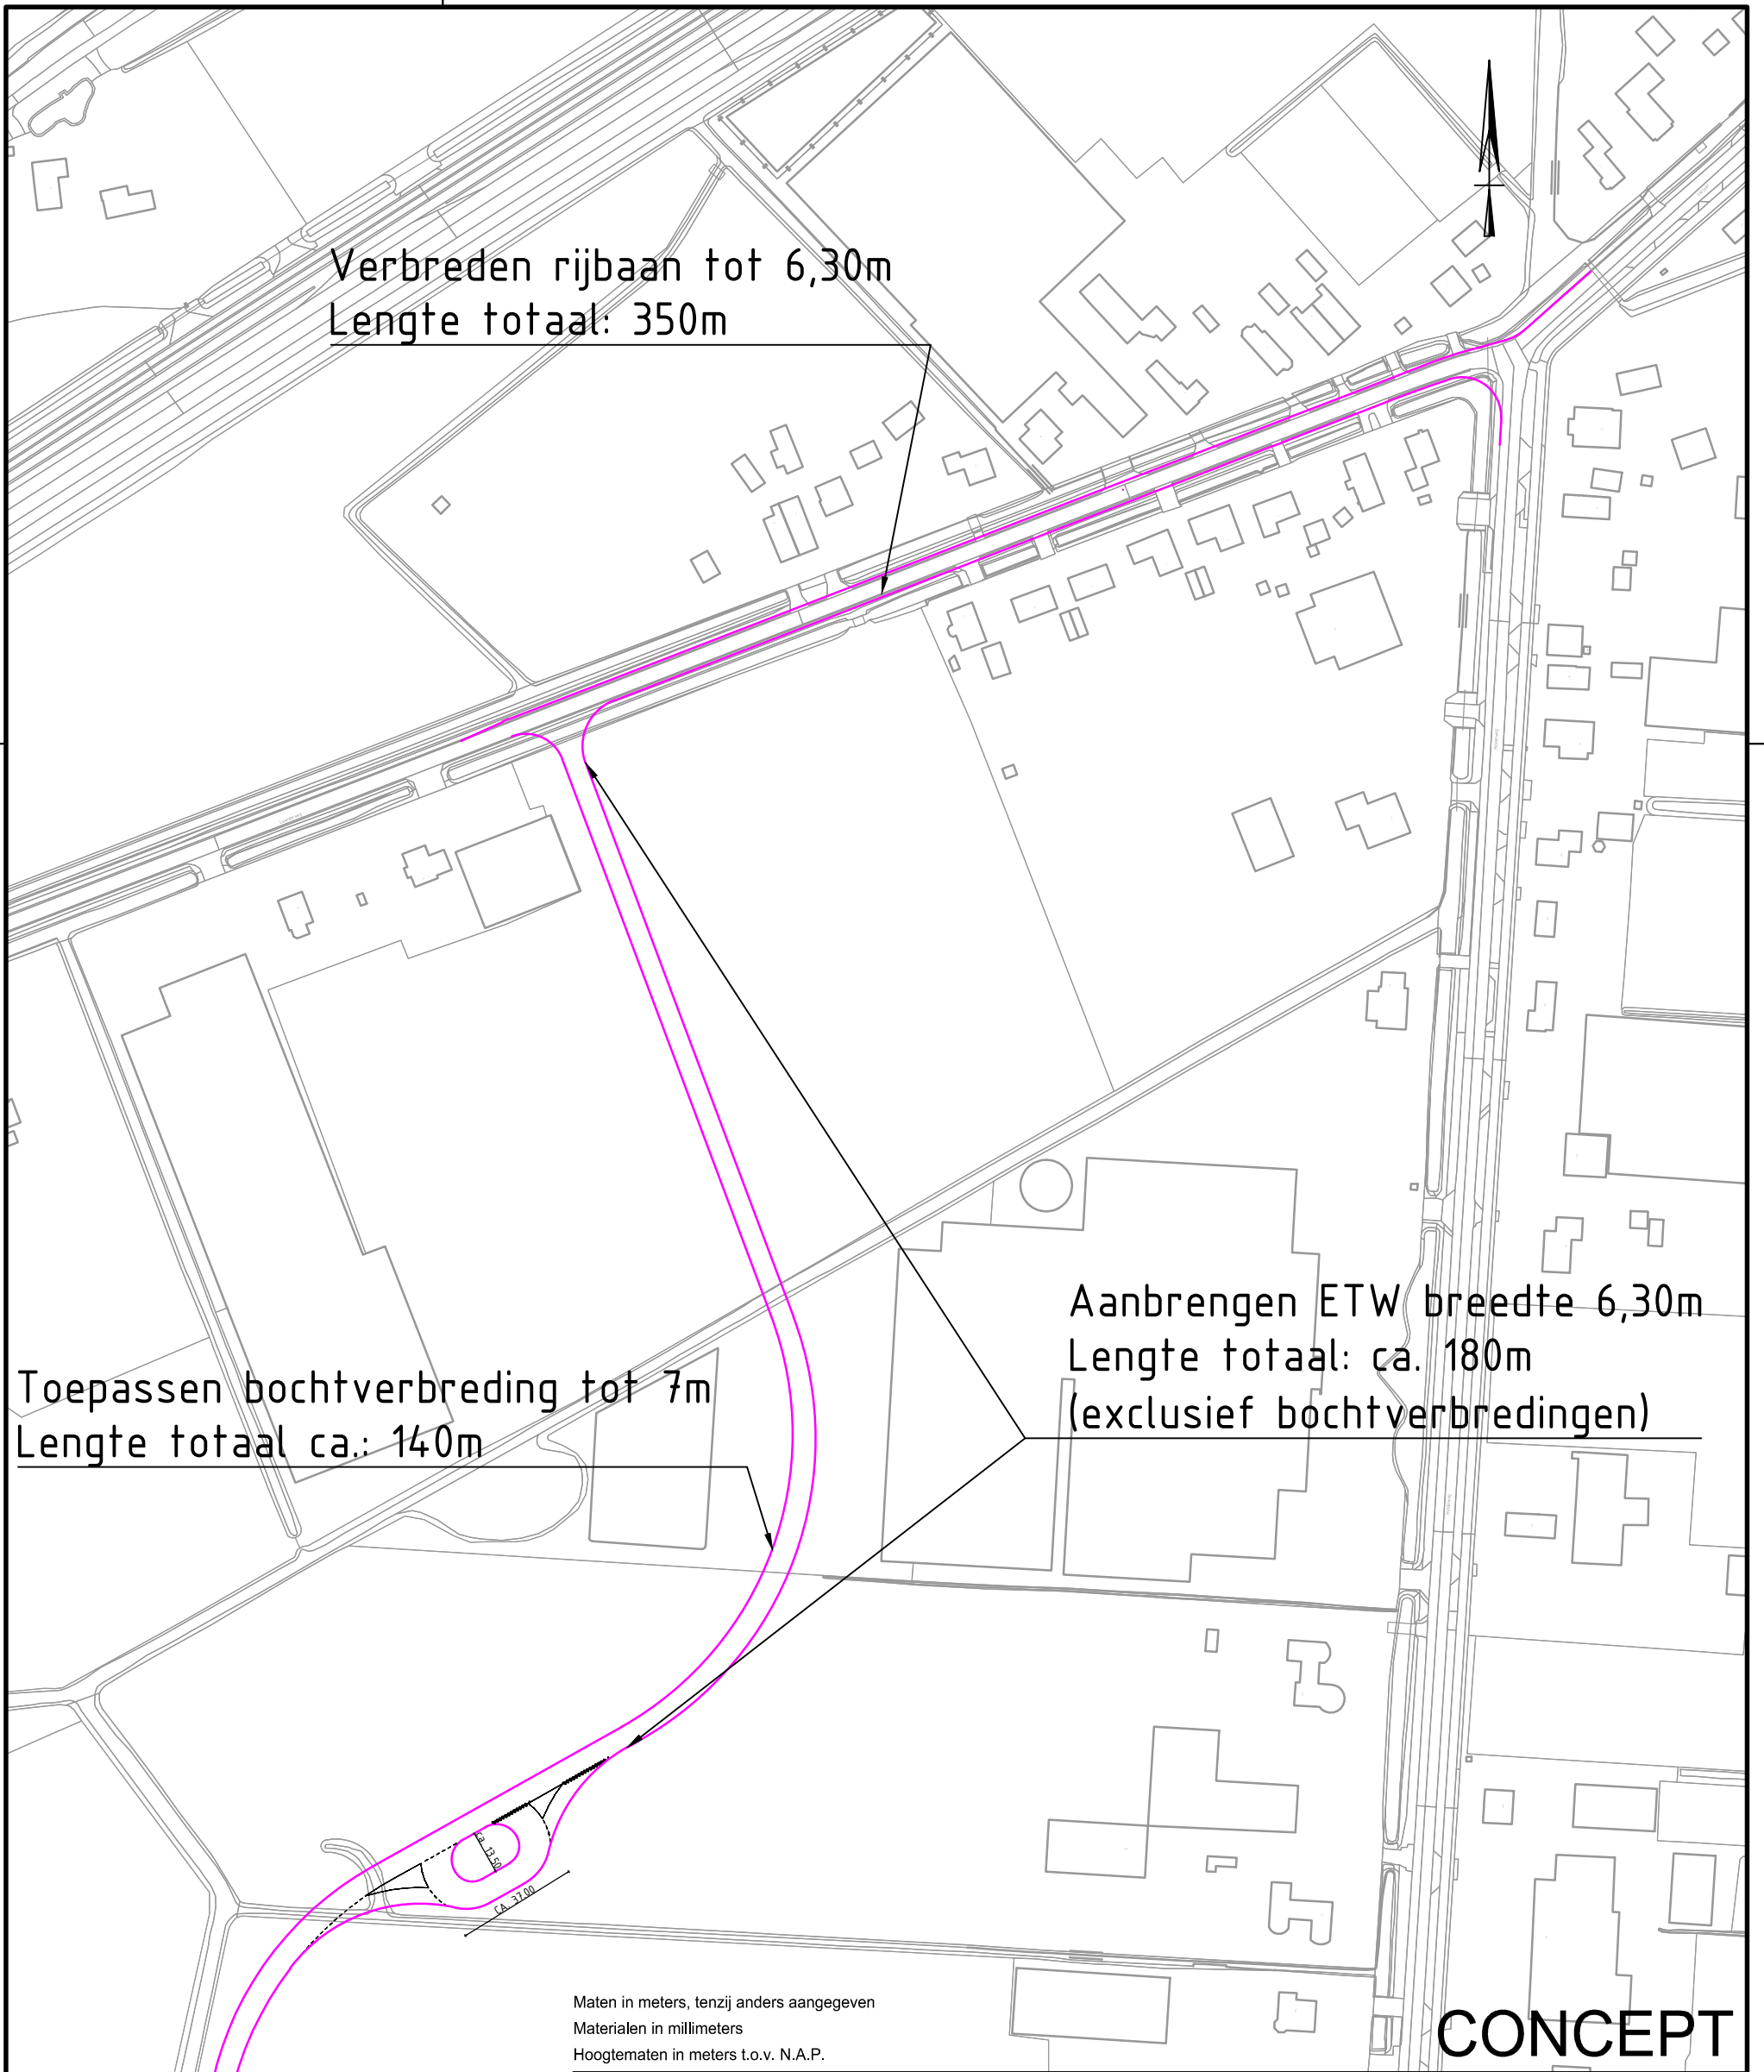 Verbreden rijbaan tot 6,30m
Lengte totaal: 350m
Aanbrengen ETW breedte 6,30m
Lengte totaal: ca. 180m
(exclusief bochtverbredingen)
Toepassen bochtverbreding tot 7m
Lengte totaal ca.: 140m
ca. 13.50
CA. 37.00
Maten in meters, tenzij anders aangegeven
Materialen in millimeters
Hoogtematen in meters t.o.v. N.A.P.
CONCEPT